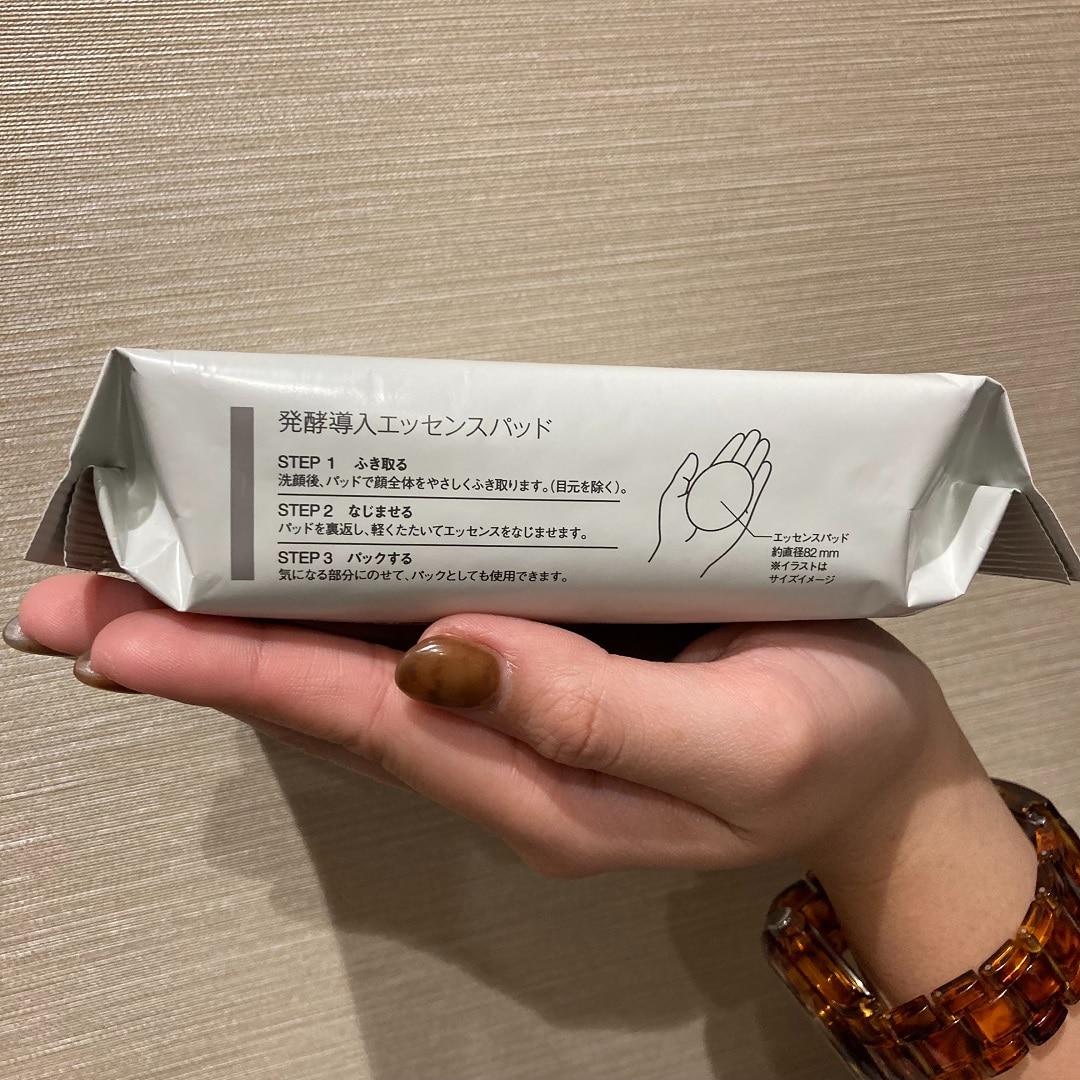 発酵導入エッセンスパッド
STEP 1 ふき取る
洗顔後、パッドで顔全体をやさしくふき取ります。(目元を除く)。
STEP 2 なじませる
パッドを裏返し、軽くたたいてエッセンスをなじませます。
STEP 3 パックする
気になる部分にのせて、パックとしても使用できます。
エッセンスパッド
約直径82mm
※イラストは
サイズイメージ